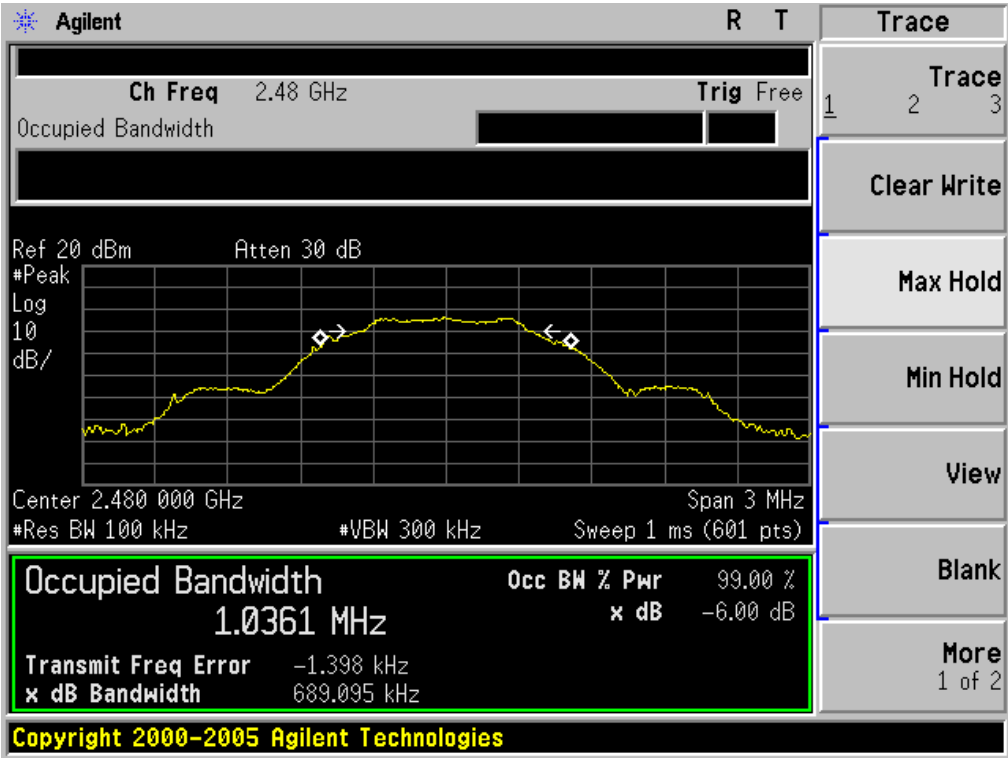 Agilent R T Trace
Ch Freq 2.48 GHz Trig Free
Occupied Bandwidth
Ref 20 dBm Atten 30 dB
#Peak
Log
10
dB/
Center 2.480 000 GHz Span 3 MHz
#Res BW 100 kHz #VBW 300 kHz Sweep 1 ms (601 pts)
Occupied Bandwidth Occ BW % Pwr 99.00 %
1.0361 MHz x dB -6.00 dB
Transmit Freq Error -1.398 kHz
x dB Bandwidth 689.095 kHz
Copyright 2000-2005 Agilent Technologies
Trace
1 2 3
Clear Write
Max Hold
Min Hold
View
Blank
More
1 of 2